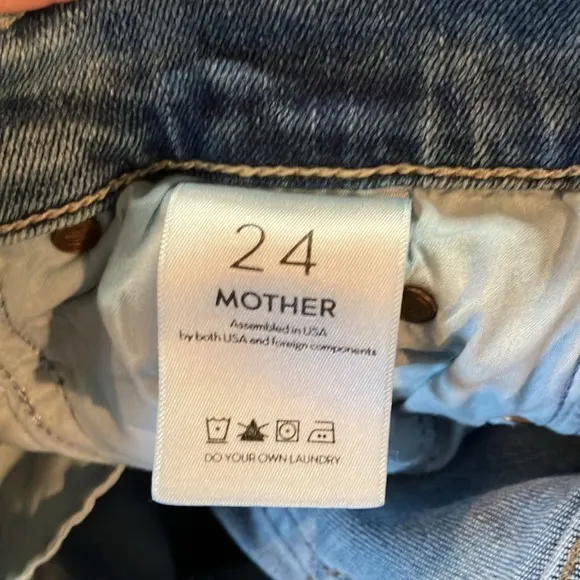 24
MOTHER
Assembled in USA
by both USA and foreign components
DO YOUR OWN LAUNDRY